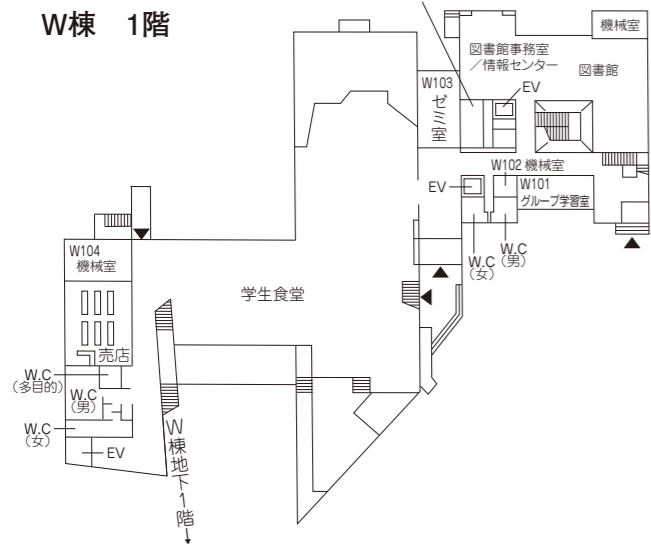 W棟　1階
機械室
図書館事務室
／情報センター
図書館
W103
ゼミ室
EV
W102 機械室
EV
W101
グループ学習室
W.C
(女)
W.C
(男)
W104
機械室
学生食堂
売店
W.C
(多目的)
W.C
(男)
W.C
(女)
EV
W棟地下1階